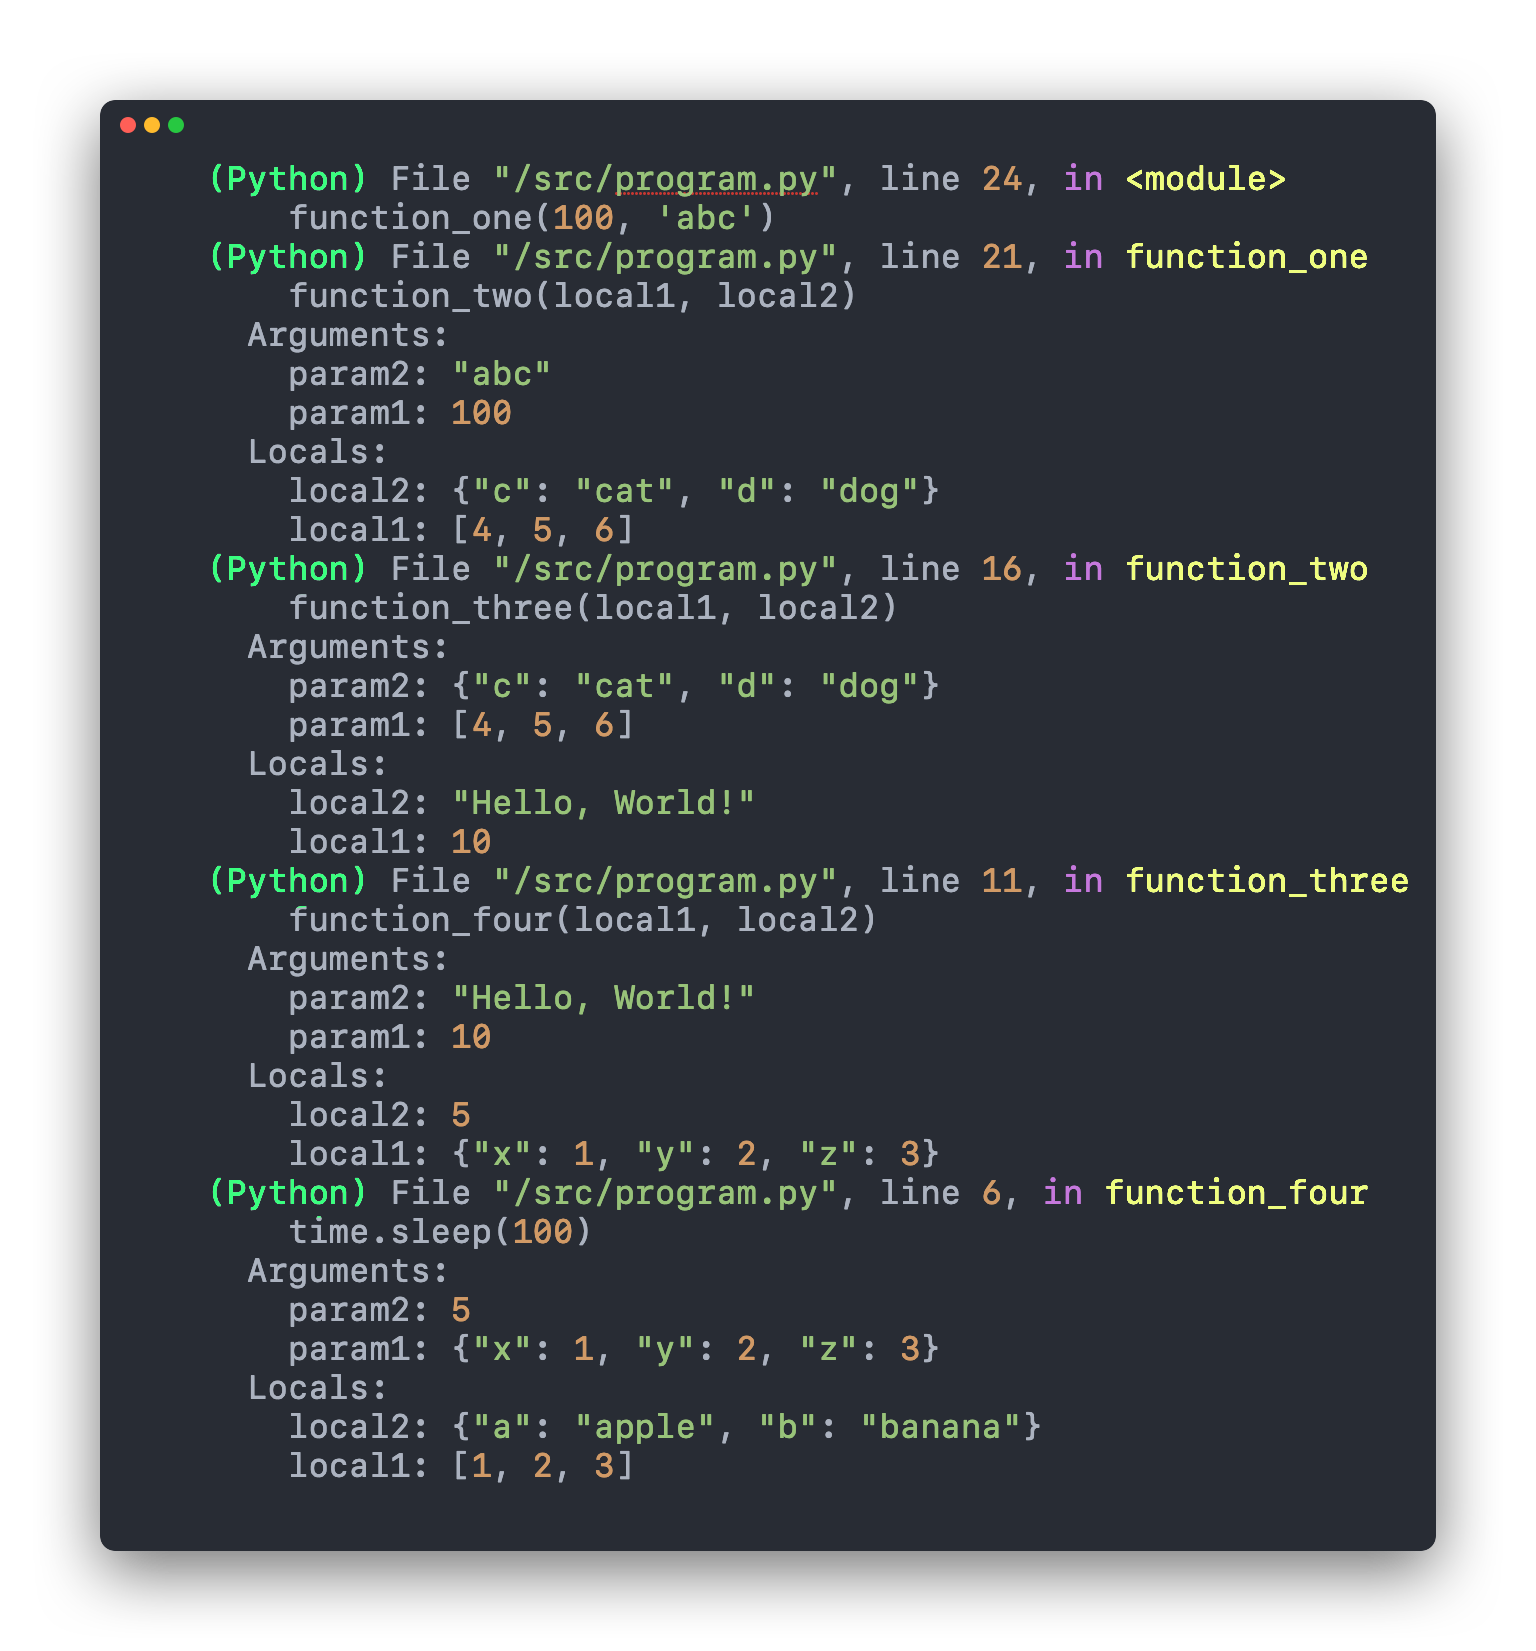 (Python) File "/src/program.py", line 24, in <module>
function_one(100, 'abc')
(Python) File "/src/program.py", line 21, in function_one
function_two(local1, local2)
Arguments:
param2: "abc"
param1: 100
Locals:
local2: {"c": "cat", "d": "dog"}
local1: [4, 5, 6]
(Python) File "/src/program.py", line 16, in function_two
function_three(local1, local2)
Arguments:
param2: {"c": "cat", "d": "dog"}
param1: [4, 5, 6]
Locals:
local2: "Hello, World!"
local1: 10
(Python) File "/src/program.py", line 11, in function_three
function_four(local1, local2)
Arguments:
param2: "Hello, World!"
param1: 10
Locals:
local2: 5
local1: {"x": 1, "y": 2, "z": 3}
(Python) File "/src/program.py", line 6, in function_four
time.sleep(100)
Arguments:
param2: 5
param1: {"x": 1, "y": 2, "z": 3}
Locals:
local2: {"a": "apple", "b": "banana"}
local1: [1, 2, 3]